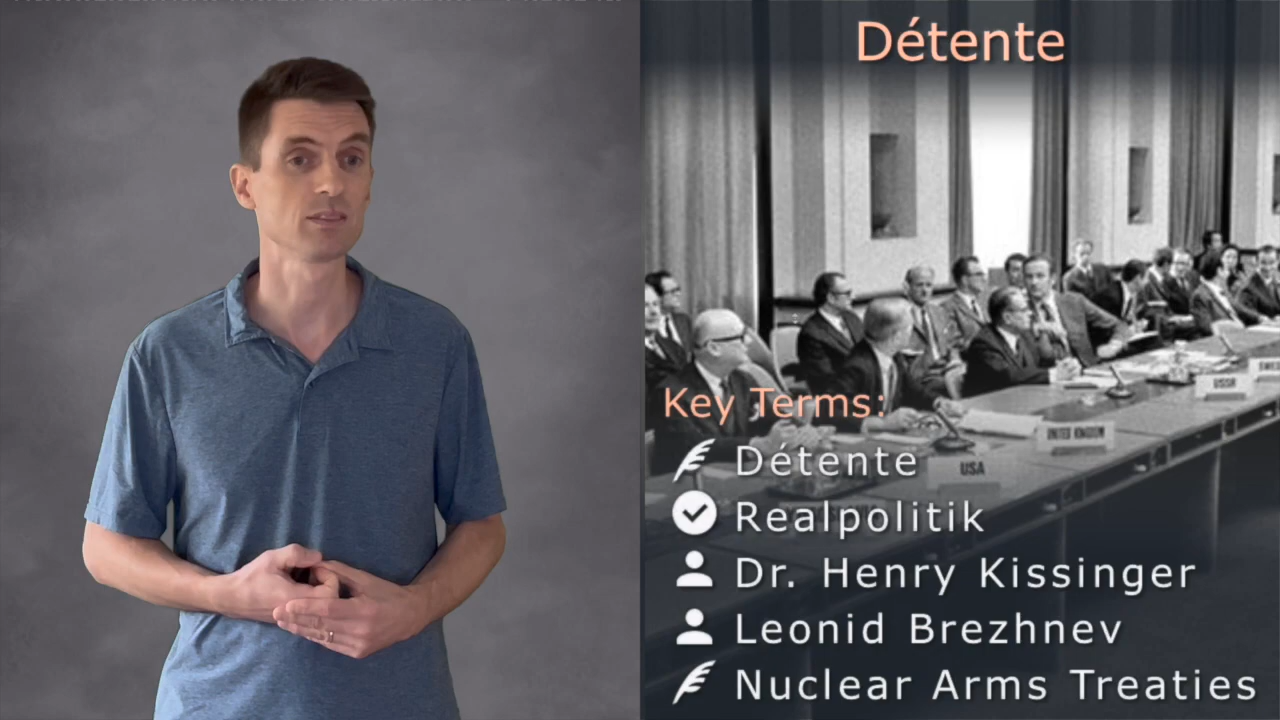 Détente
Key Terms:
Détente
Realpolitik
Dr. Henry Kissinger
Leonid Brezhnev
Nuclear Arms Treaties
USA
UNITED KINGDOM
USSR